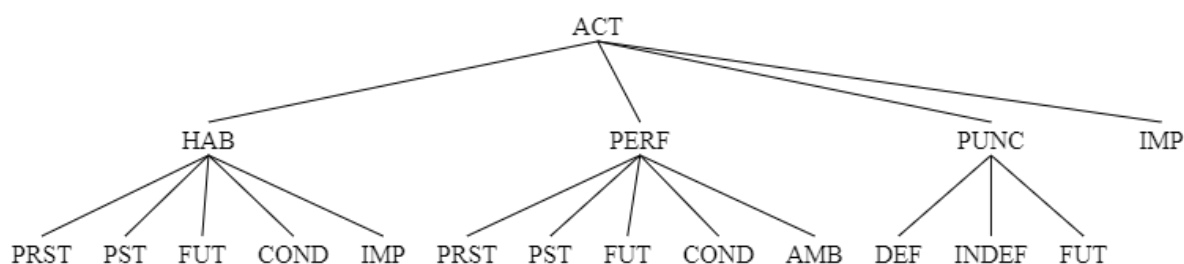 ACT
HAB PERF PUNC IMP
PRST PST FUT COND IMP PRST PST FUT COND AMB DEF INDEF FUT